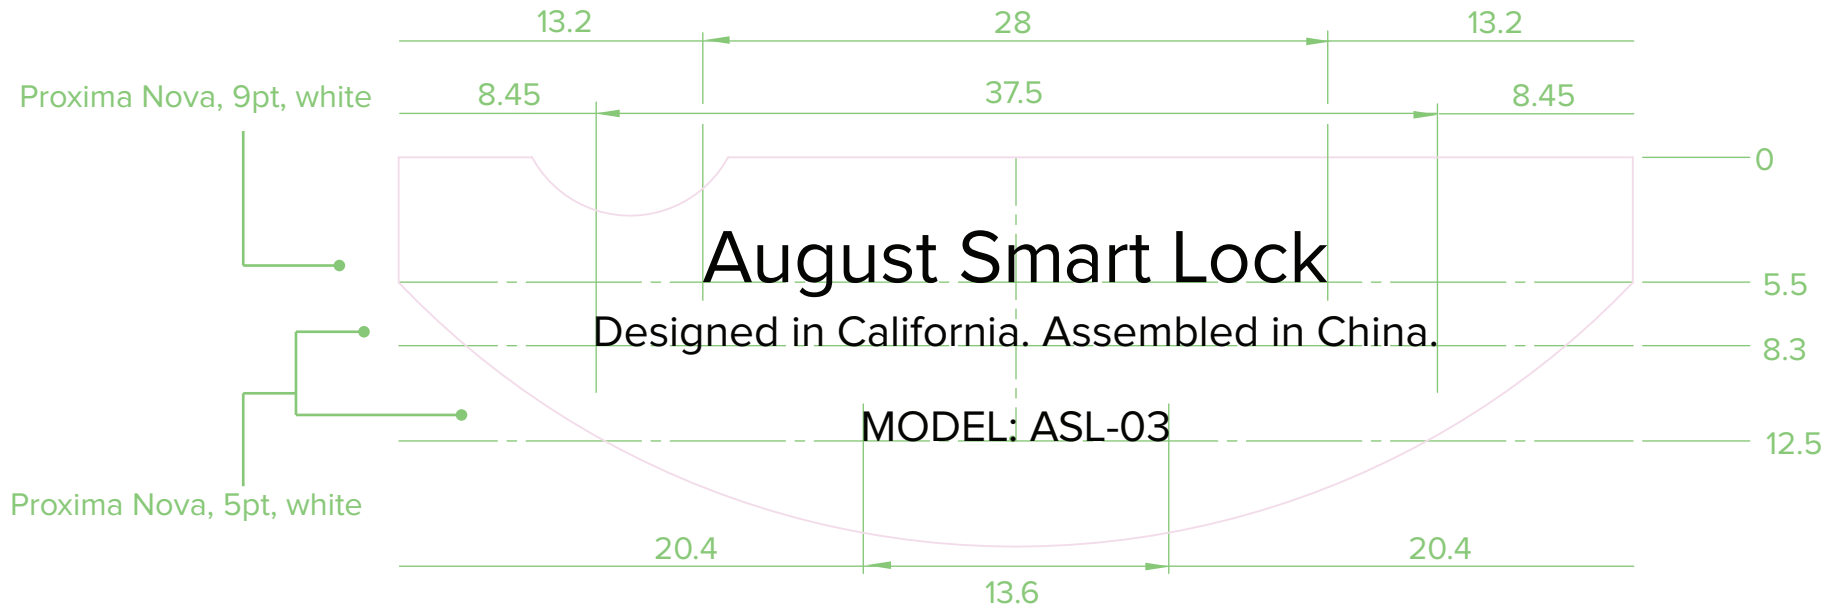 13.2 28 13.2
Proxima Nova, 9pt, white
8.45 37.5 8.45
0
August Smart Lock
5.5
Designed in California. Assembled in China.
8.3
MODEL: ASL-03
12.5
Proxima Nova, 5pt, white
20.4 20.4
13.6